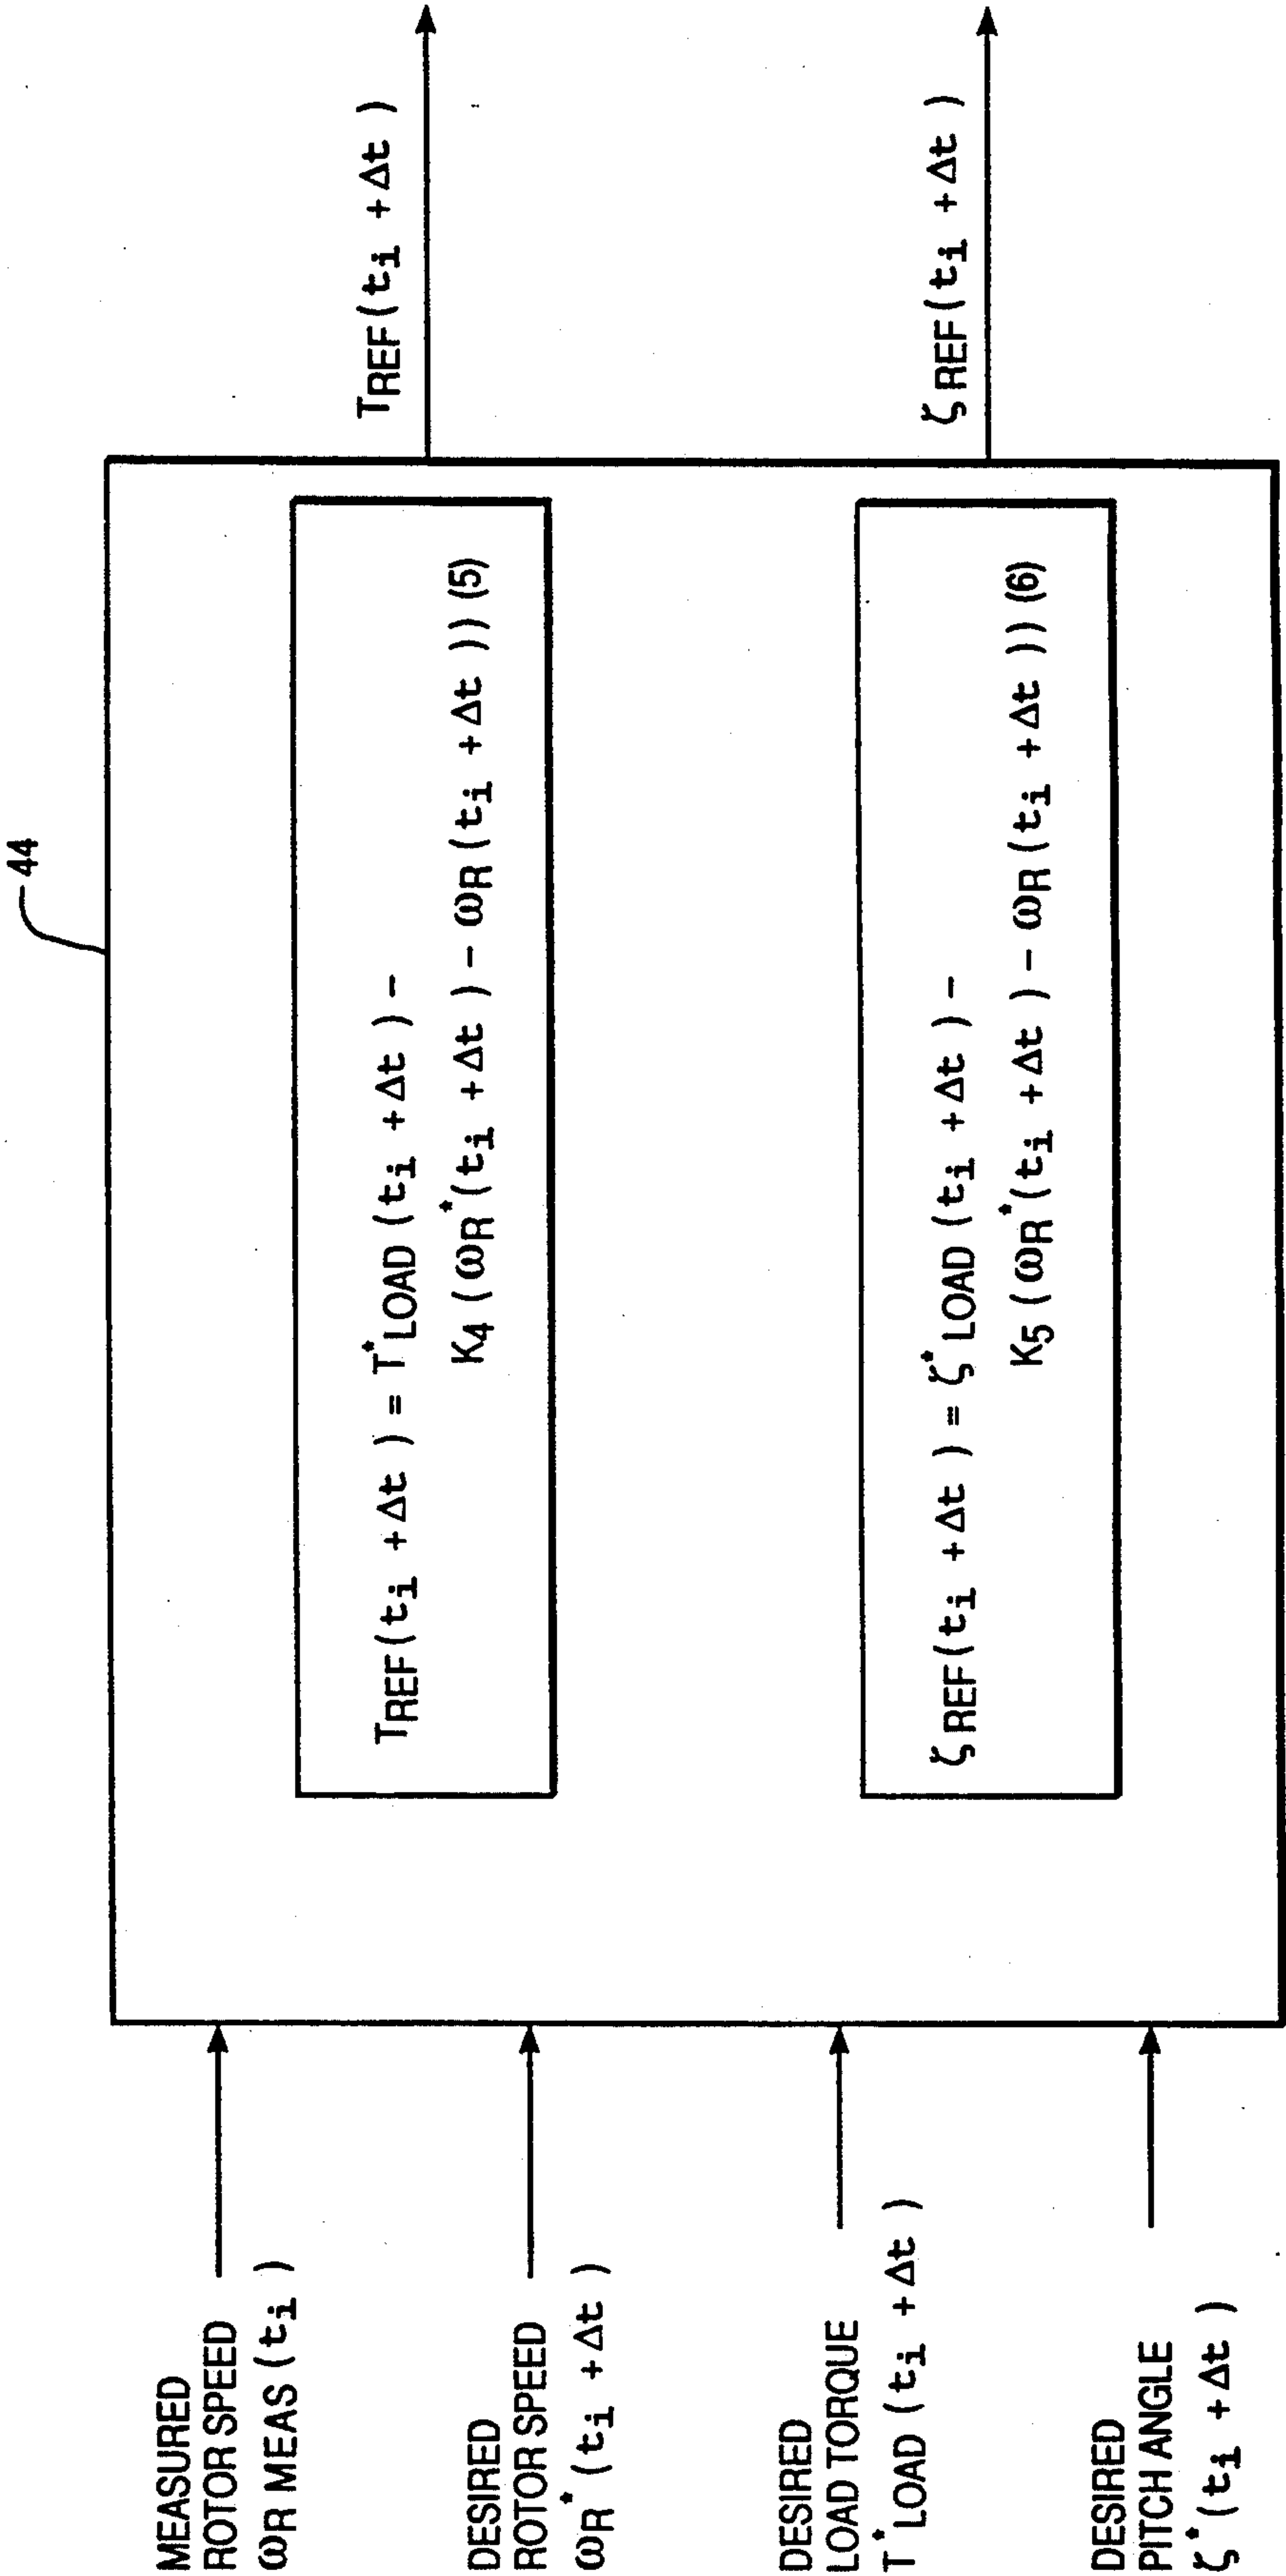 44
MEASURED
ROTOR SPEED
ωR MEAS (ti)
DESIRED
ROTOR SPEED
ωR* (ti +Δt)
DESIRED
LOAD TORQUE
T*LOAD (ti +Δt)
DESIRED
PITCH ANGLE
ζ* (ti +Δt)
TREF(ti +Δt) = T*LOAD (ti +Δt) −
K4 (ωR*(ti +Δt) − ωR (ti +Δt))) (5)
ζREF(ti +Δt) = ζ*LOAD (ti +Δt) −
K5 (ωR*(ti +Δt) − ωR (ti +Δt))) (6)
TREF(ti +Δt)
ζREF(ti +Δt)